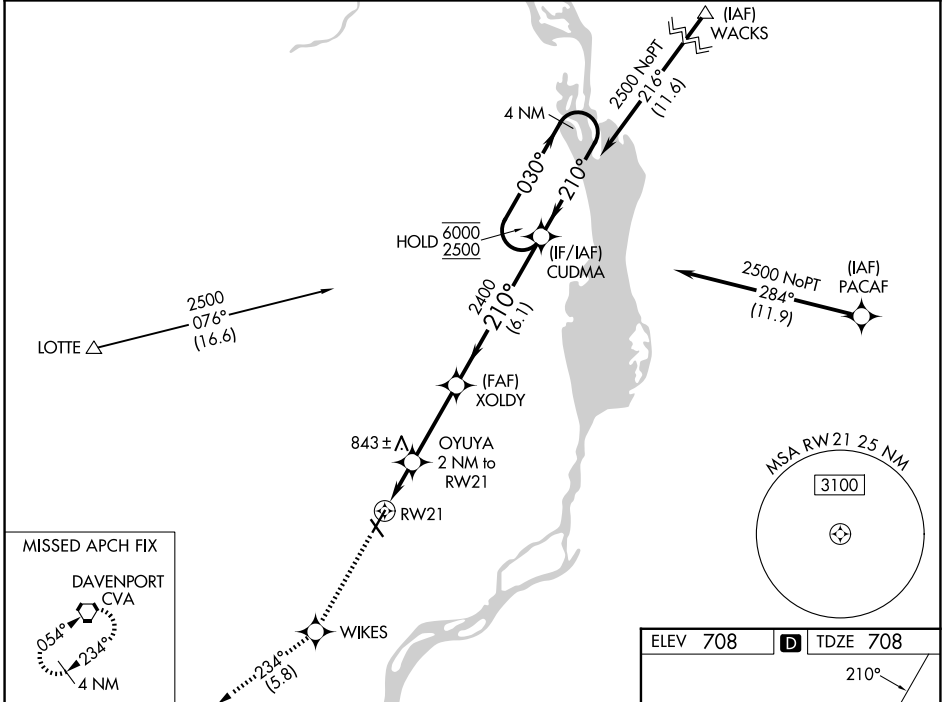 (IAF)
WACKS
2500 NoPT
216°
(11.6)
4 NM
030°
210°
HOLD 6000
2500
(IF/IAF)
CUDMA
2500 NoPT
284°
(11.9)
(IAF)
PACAF
2500
076°
(16.6)
LOTTE
2400
210°
(6.1)
(FAF)
XOLDY
843 ±
OYUYA
2 NM to
RW21
RW21
MSA RW21 25 NM
3100
MISSED APCH FIX
DAVENPORT
CVA
054°
234°
4 NM
WIKES
234°
(5.8)
ELEV 708 D TDZE 708
210°